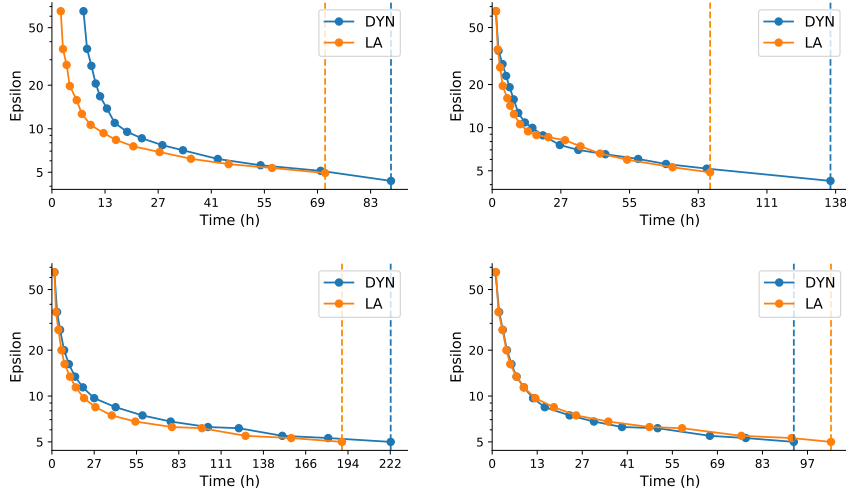 50
20
10
5
Epsilon
DYN
LA
0 13 27 41 55 69 83
Time (h)
50
20
10
5
Epsilon
DYN
LA
0 27 55 83 111 138
Time (h)
50
20
10
5
Epsilon
DYN
LA
0 27 55 83 111 138 166 194 222
Time (h)
50
20
10
5
Epsilon
DYN
LA
0 13 27 41 55 69 83 97
Time (h)